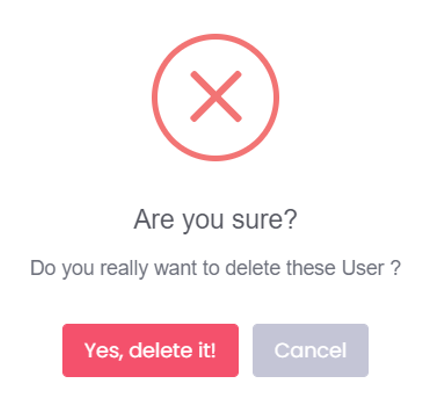 Are you sure?
Do you really want to delete these User ?
Yes, delete it!
Cancel